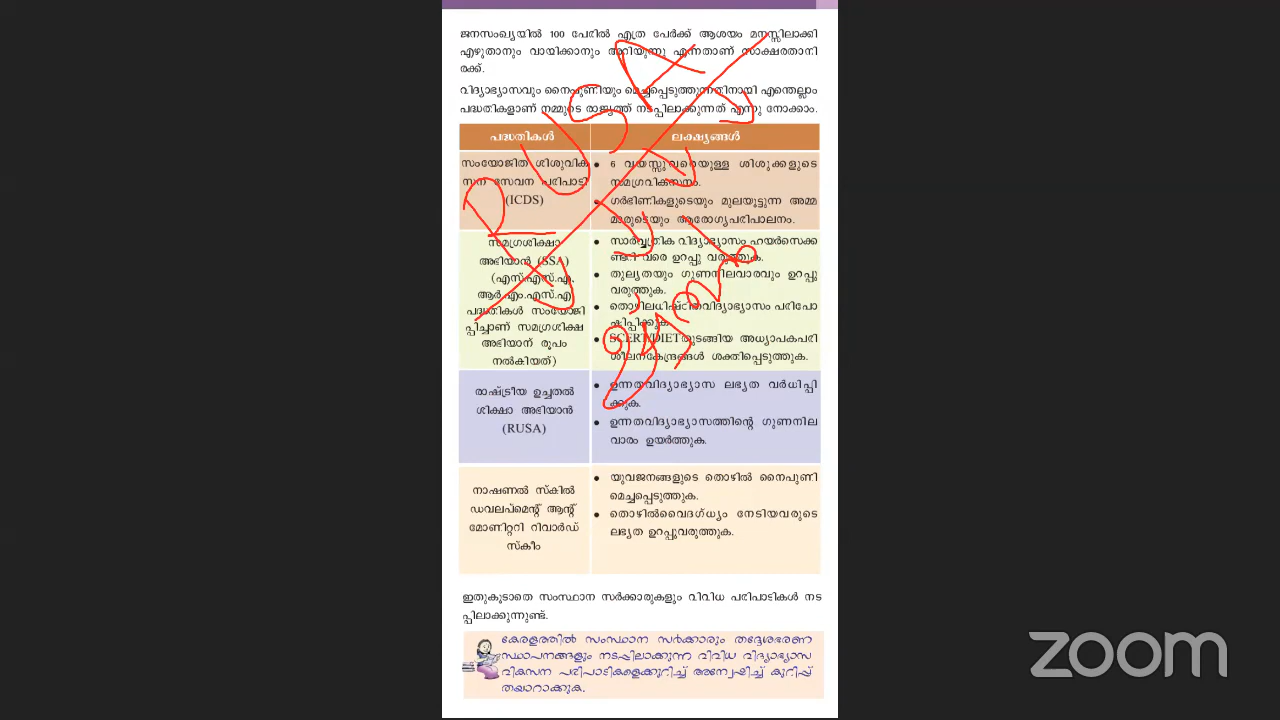 ജനസംഖ്യയിൽ 100 പേരിൽ എത്ര പേർക്ക് ആശയം മനസ്സിലാക്കി
എഴുതാനും വായിക്കാനും അറിയുന്നു എന്നതാണ് സാക്ഷരതാനി
രക്ക്.
വിദ്യാഭ്യാസവും നൈപുണിയും മെച്ചപ്പെടുത്തുന്നതിനായി എന്തെല്ലാം
പദ്ധതികളാണ് നമ്മുടെ രാജ്യത്ത് നടപ്പിലാക്കുന്നത് എന്നു നോക്കാം.
പദ്ധതികൾ
ലക്ഷ്യങ്ങൾ
സംയോജിത ശിശുവിക
സന സേവന പരിപാടി
(ICDS)
• 6 വയസ്സുവരെയുള്ള ശിശുക്കളുടെ
സമഗ്രവികസനം.
• ഗർഭിണികളുടെയും മുലയൂട്ടുന്ന അമ്മ
മാരുടെയും ആരോഗ്യപരിപാലനം.
സമഗ്രശിക്ഷാ
അഭിയാൻ (SSA)
(എസ്.എസ്.എ,
ആർ.എം.എസ്.എ
പദ്ധതികൾ സംയോജി
പ്പിച്ചാണ് സമഗ്രശിക്ഷ
അഭിയാന് രൂപം
നൽകിയത്)
• സാർവ്വത്രിക വിദ്യാഭ്യാസം ഹയർസെക്ക
ണ്ടറി വരെ ഉറപ്പു വരുത്തുക.
• തുല്യതയും ഗുണനിലവാരവും ഉറപ്പു
വരുത്തുക.
• തൊഴിലധിഷ്ഠിതവിദ്യാഭ്യാസം പരിപോ
ഷിപ്പിക്കുക.
• SCERT/DIET തുടങ്ങിയ അധ്യാപകപരി
ശീലനകേന്ദ്രങ്ങൾ ശക്തിപ്പെടുത്തുക.
രാഷ്ട്രീയ ഉച്ചതൽ
ശിക്ഷാ അഭിയാൻ
(RUSA)
• ഉന്നതവിദ്യാഭ്യാസ ലഭ്യത വർധിപ്പി
ക്കുക.
• ഉന്നതവിദ്യാഭ്യാസത്തിന്റെ ഗുണനില
വാരം ഉയർത്തുക.
നാഷണൽ സ്കിൽ
ഡവലപ്മെന്റ് ആന്റ്
മോണിറ്ററി റിവാർഡ്
സ്കീം
• യുവജനങ്ങളുടെ തൊഴിൽ നൈപുണി
മെച്ചപ്പെടുത്തുക.
• തൊഴിൽവൈദഗ്ധ്യം നേടിയവരുടെ
ലഭ്യത ഉറപ്പുവരുത്തുക.
ഇതുകൂടാതെ സംസ്ഥാന സർക്കാരുകളും വിവിധ പരിപാടികൾ നട
പ്പിലാക്കുന്നുണ്ട്.
കേരളത്തിൽ സംസ്ഥാന സർക്കാരും തദ്ദേശഭരണ
സ്ഥാപനങ്ങളും നടപ്പിലാക്കുന്ന വിവിധ വിദ്യാഭ്യാസ
വികസന പരിപാടികളെക്കുറിച്ച് അന്വേഷിച്ച് കുറിപ്പ്
തയാറാക്കുക.
RUSA
zoom